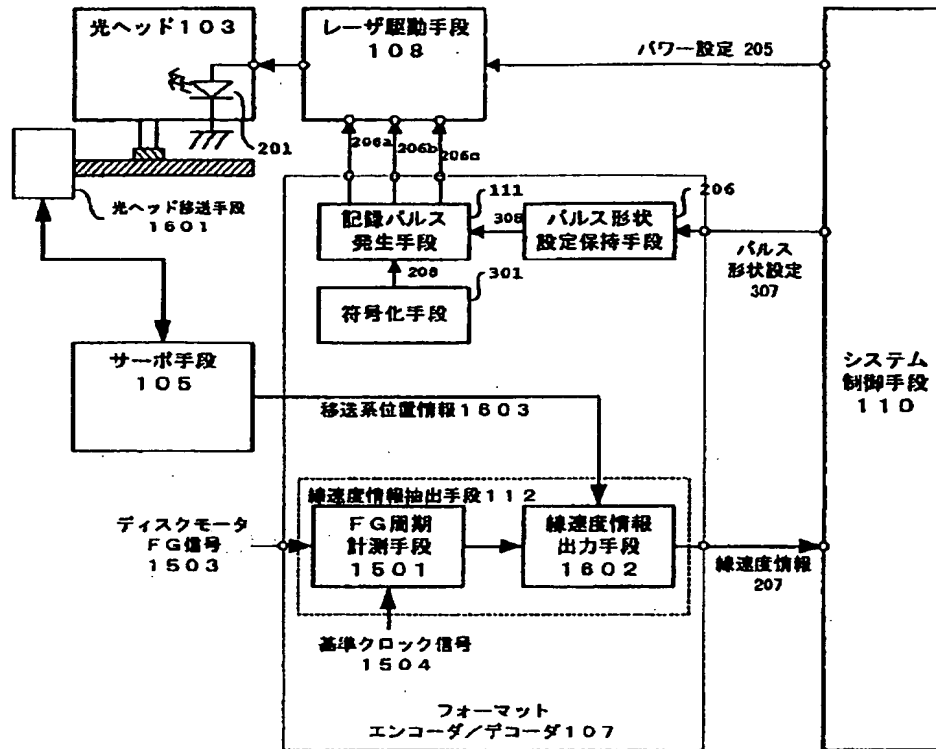 光ヘッド103
レーザ駆動手段
108
パワー設定 205
201
206a
206b
206c
光ヘッド移送手段
1601
111
記録パルス
発生手段
308
206
パルス形状
設定保持手段
パルス
形状設定
307
208
301
符号化手段
サーボ手段
105
システム
制御手段
110
移送系位置情報1603
線速度情報抽出手段112
ディスクモータ
FG信号
1503
FG周期
計測手段
1501
線速度情報
出力手段
1602
線速度情報
207
基準クロック信号
1504
フォーマット
エンコーダ/デコーダ107